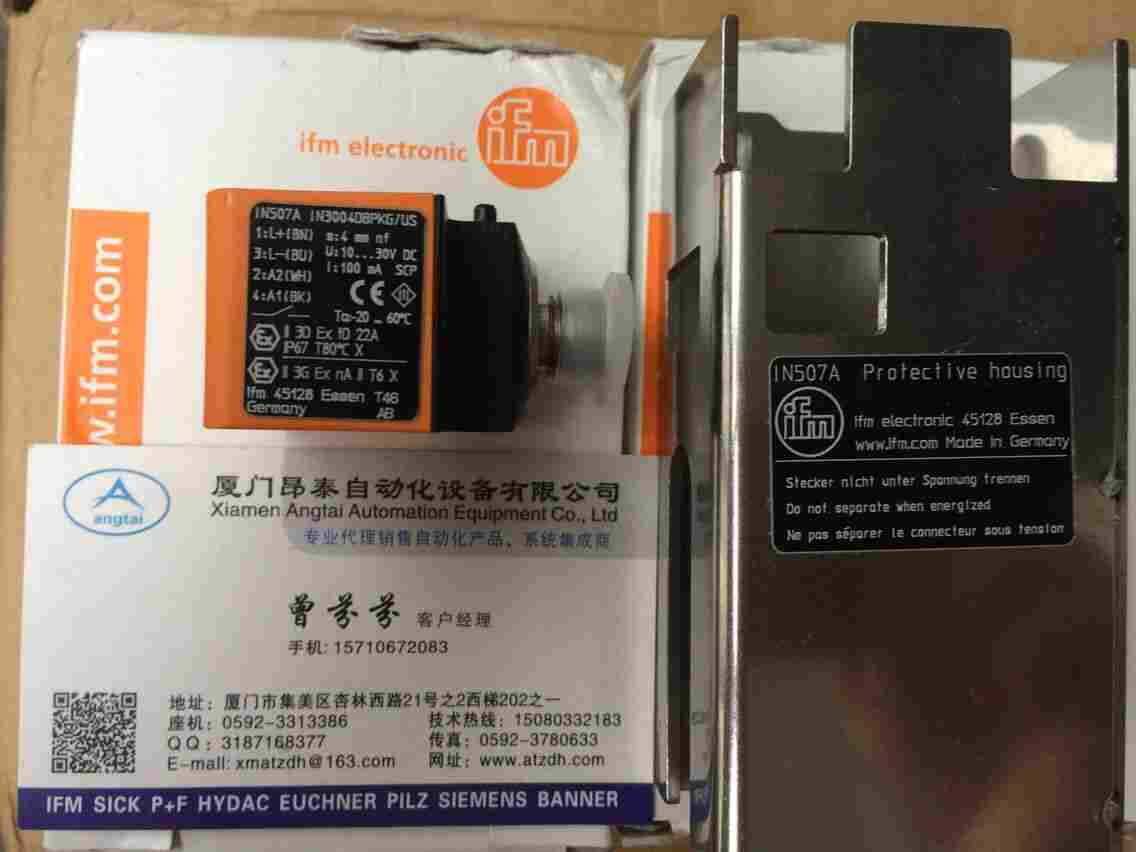 ifm electronic
ifm
w.ifm.com
IN507A IN3004DBPKG/US
1:L+(BN) s:4 mm nf
3:L-(BU) U:10...30V DC
2:A2(WH) I:100 mA SCP
4:A1(BK) CE
Ta:-20 ... 60°C
Ex II 3D Ex tD 22A
IP67 T80°C X
Ex II 3G Ex nA II T6 X
ifm 45128 Essen T46
Germany AB
IN507A Protective housing
ifm
ifm electronic 45128 Essen
www.ifm.com Made in Germany
Stecker nicht unter Spannung trennen
Do not separate when energized
Ne pas séparer le connecteur sous tension
angtai
厦门昂泰自动化设备有限公司
Xiamen Angtai Automation Equipment Co., Ltd
专业代理销售自动化产品、系统集成商
曾芬芬 客户经理
手机: 15710672083
地址：厦门市集美区杏林西路21号之2西梯202之一
座机：0592-3313386 技术热线：15080332183
QQ：3187168377 传真：0592-3780633
E-mail: xmatzdh@163.com 网址：www.atzdh.com
IFM SICK P+F HYDAC EUCHNER PILZ SIEMENS BANNER